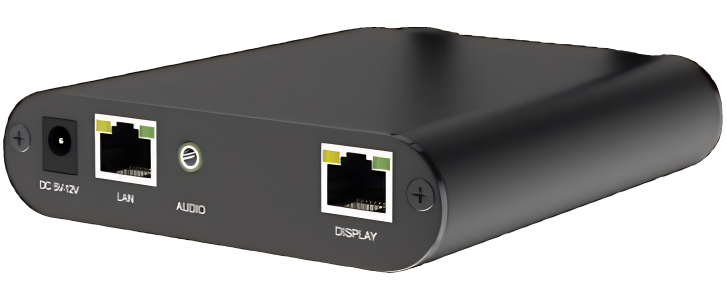 DC 5V-12V
LAN
AUDIO
DISPLAY